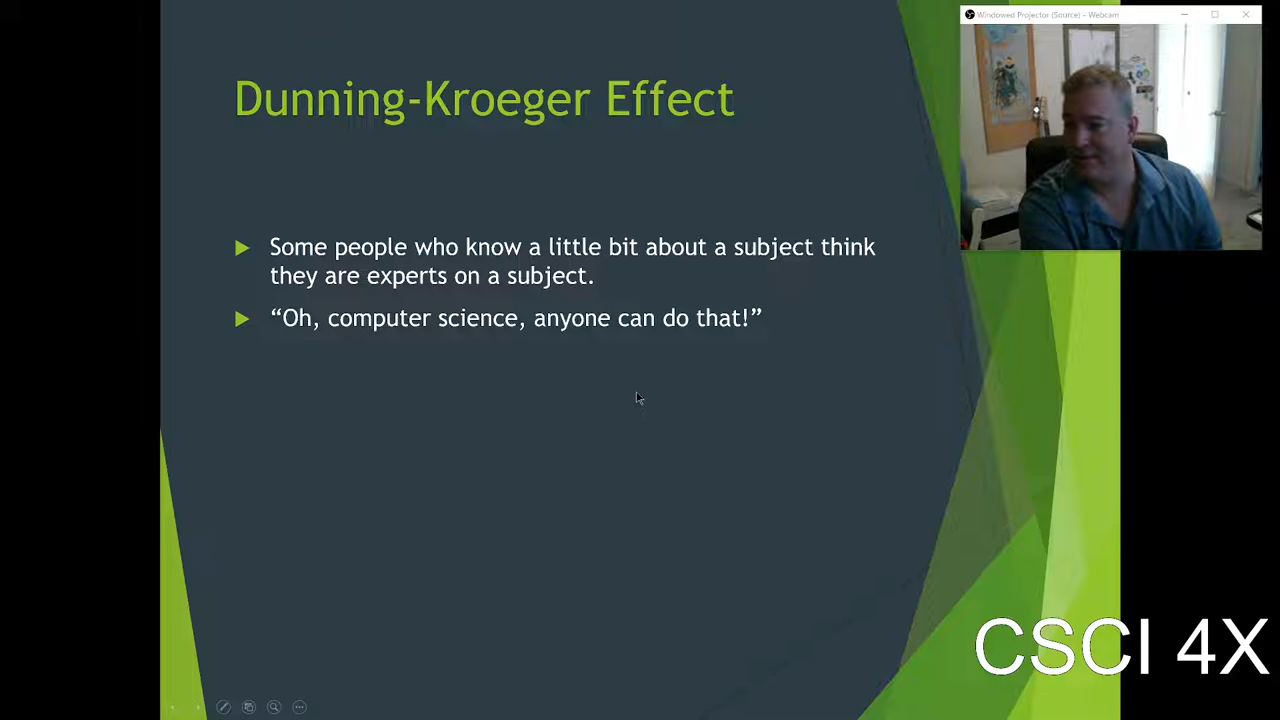 Windowed Projector (Source) - Webcam
Dunning-Kroeger Effect
Some people who know a little bit about a subject think
they are experts on a subject.
“Oh, computer science, anyone can do that!”
CSCI 4X